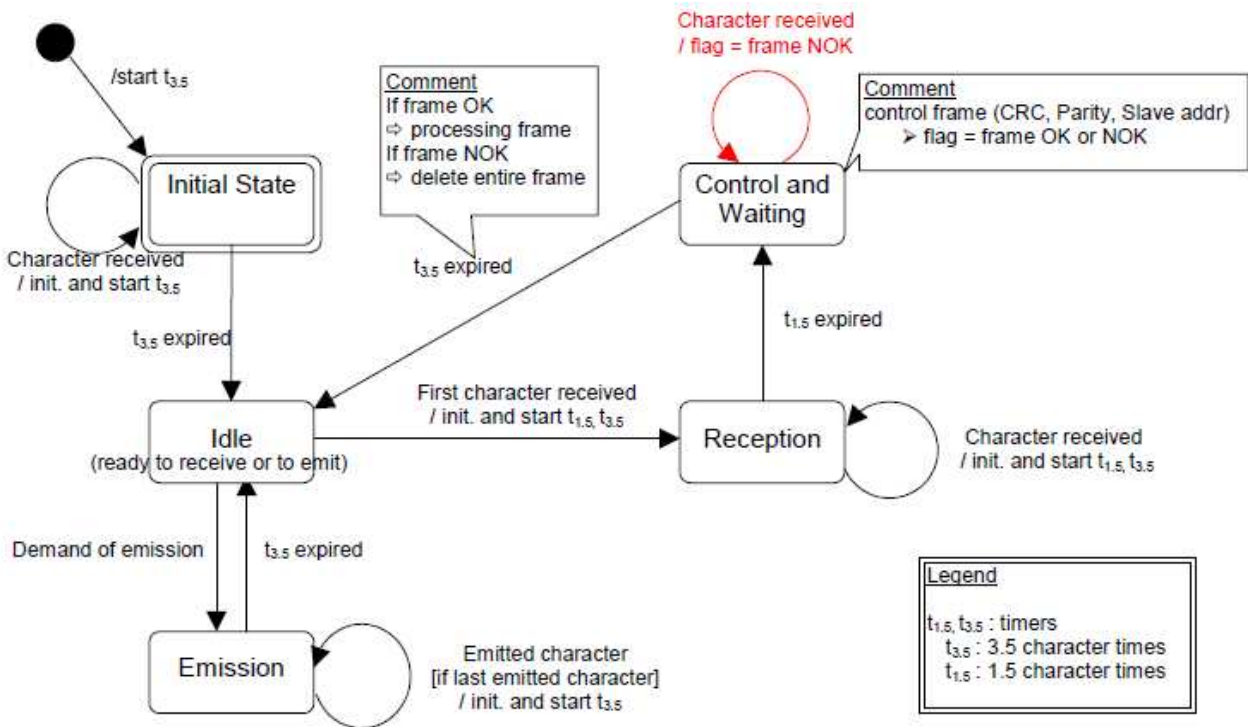 /start t3.5
Initial State
Character received
/ init. and start t3.5
t3.5 expired
Comment
If frame OK
⇨ processing frame
If frame NOK
⇨ delete entire frame
t3.5 expired
Character received
/ flag = frame NOK
Comment
control frame (CRC, Parity, Slave addr)
➢ flag = frame OK or NOK
Control and
Waiting
t1.5 expired
First character received
/ init. and start t1.5, t3.5
Idle
(ready to receive or to emit)
Reception
Character received
/ init. and start t1.5, t3.5
Demand of emission
t3.5 expired
Emission
Emitted character
[if last emitted character]
/ init. and start t3.5
Legend
t1.5, t3.5 : timers
t3.5 : 3.5 character times
t1.5 : 1.5 character times